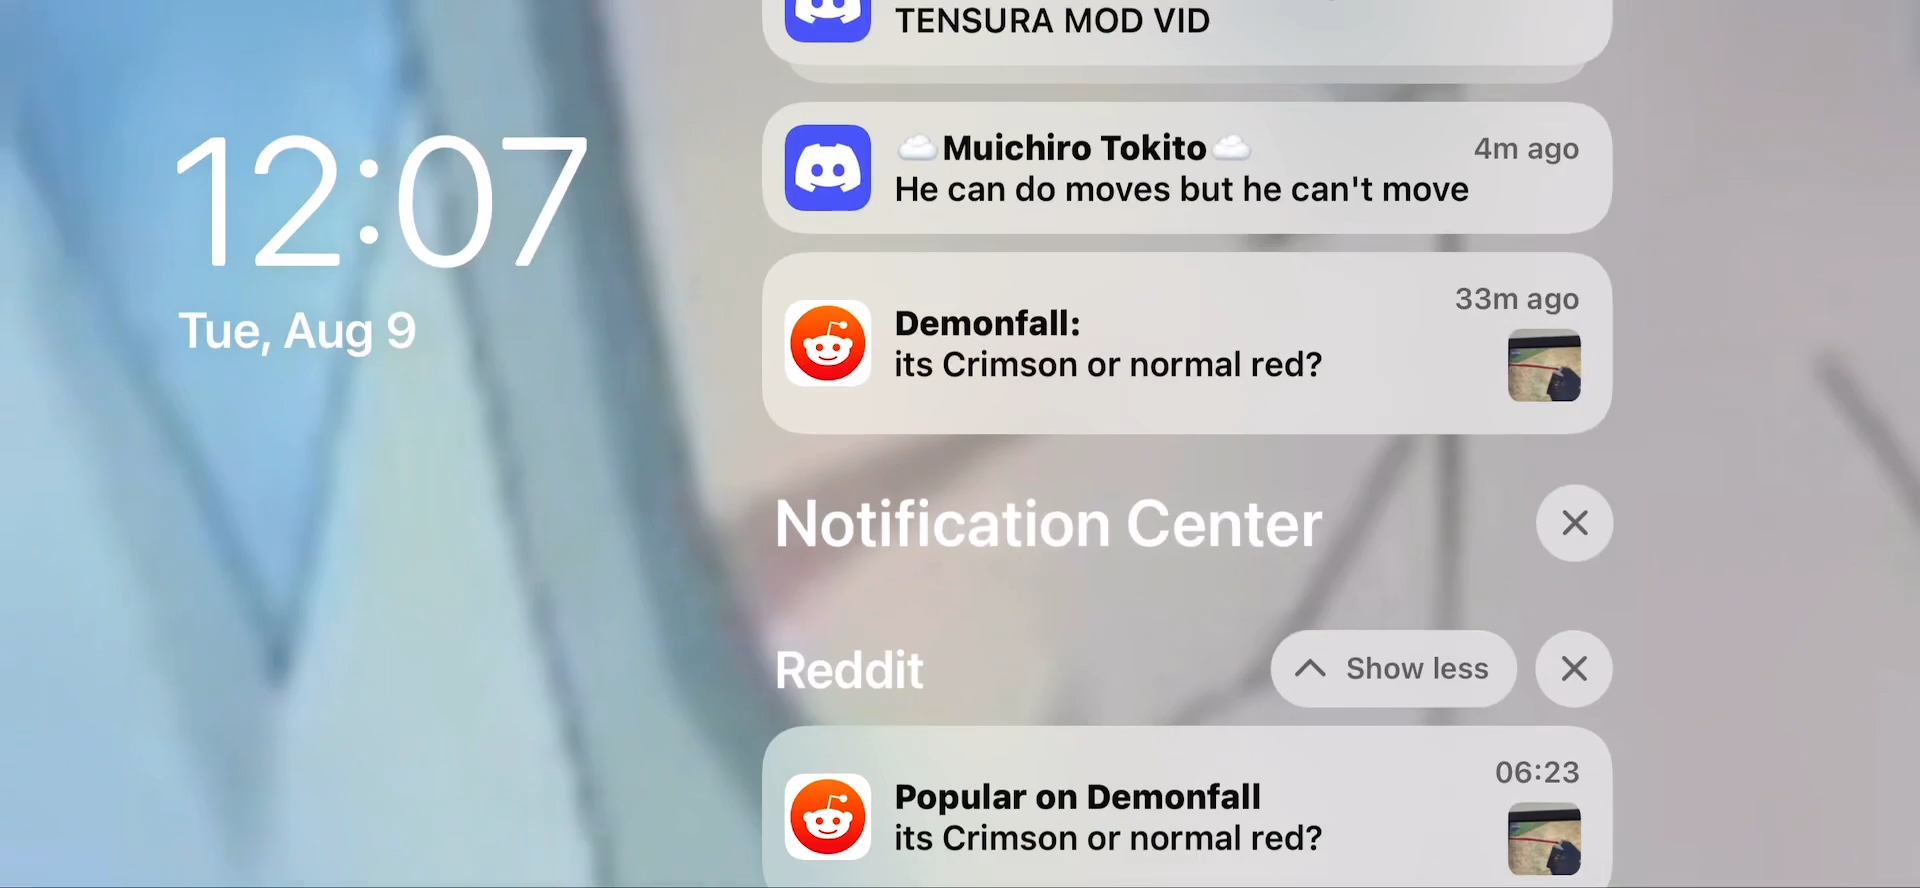 12:07
Tue, Aug 9
TENSURA MOD VID
☁️Muichiro Tokito☁️
4m ago
He can do moves but he can't move
33m ago
Demonfall:
its Crimson or normal red?
Notification Center
Reddit
Show less
06:23
Popular on Demonfall
its Crimson or normal red?